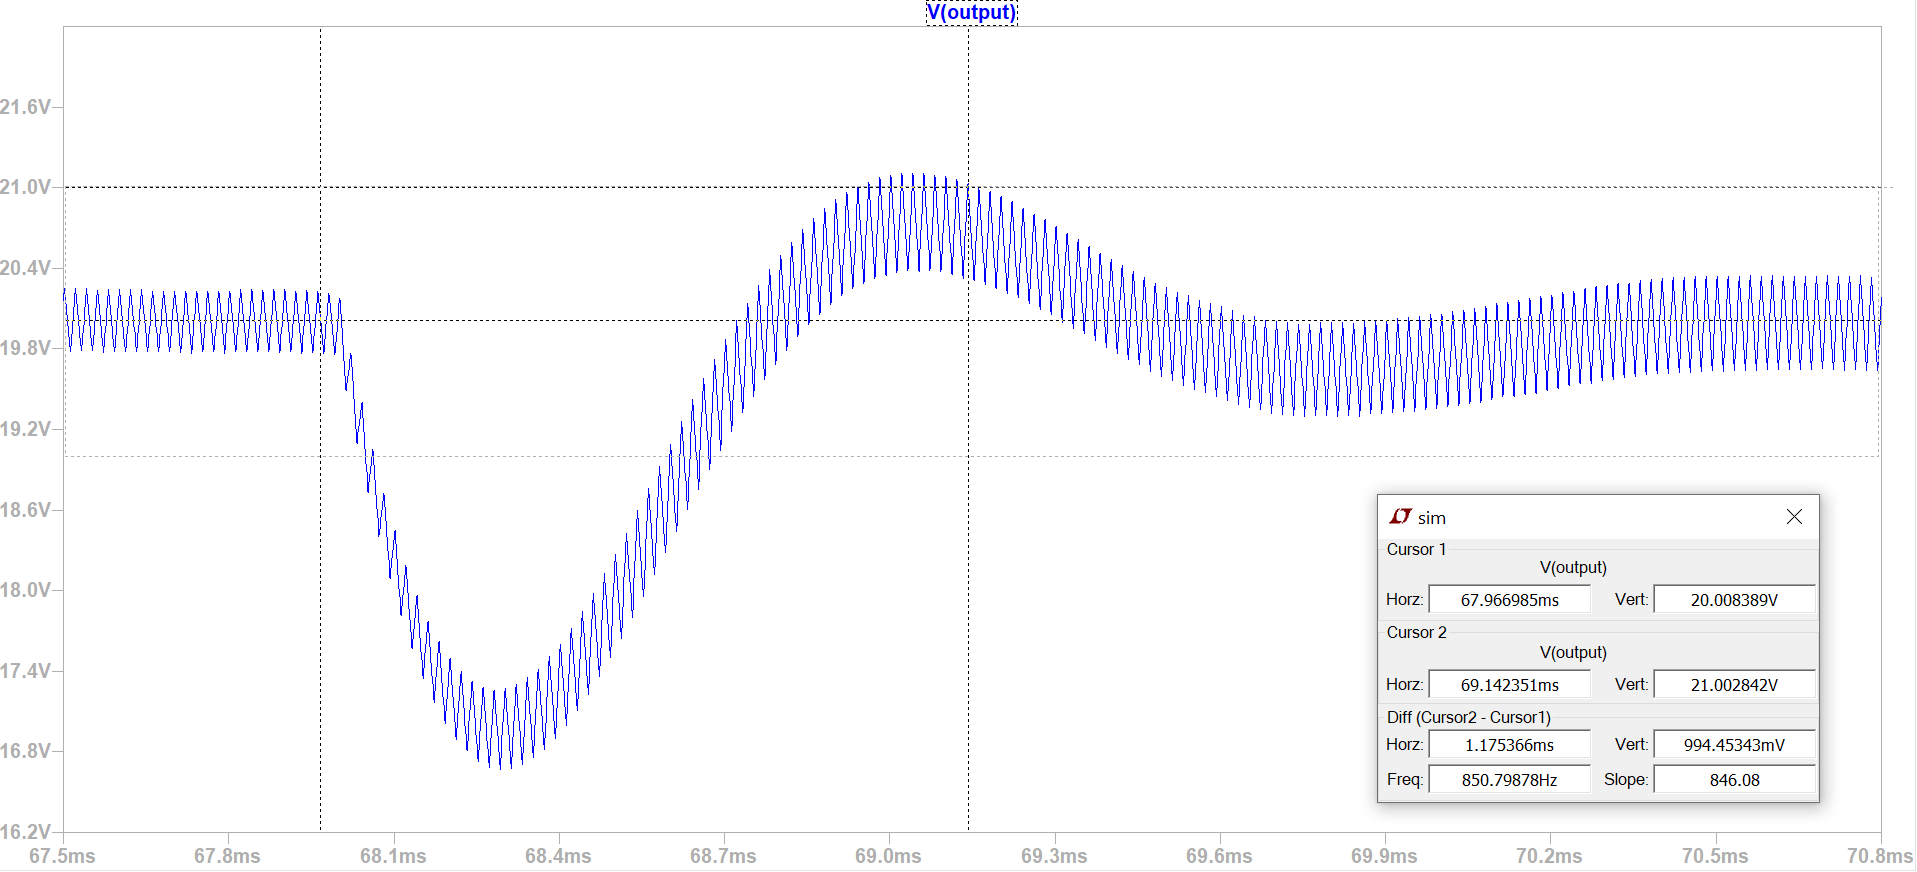 V(output)
21.6V
21.0V
20.4V
19.8V
19.2V
18.6V
18.0V
17.4V
16.8V
16.2V
67.5ms 67.8ms 68.1ms 68.4ms 68.7ms 69.0ms 69.3ms 69.6ms 69.9ms 70.2ms 70.5ms 70.8ms
sim
Cursor 1
V(output)
Horz: 67.966985ms Vert: 20.008389V
Cursor 2
V(output)
Horz: 69.142351ms Vert: 21.002842V
Diff (Cursor2 - Cursor1)
Horz: 1.175366ms Vert: 994.45343mV
Freq: 850.79878Hz Slope: 846.08